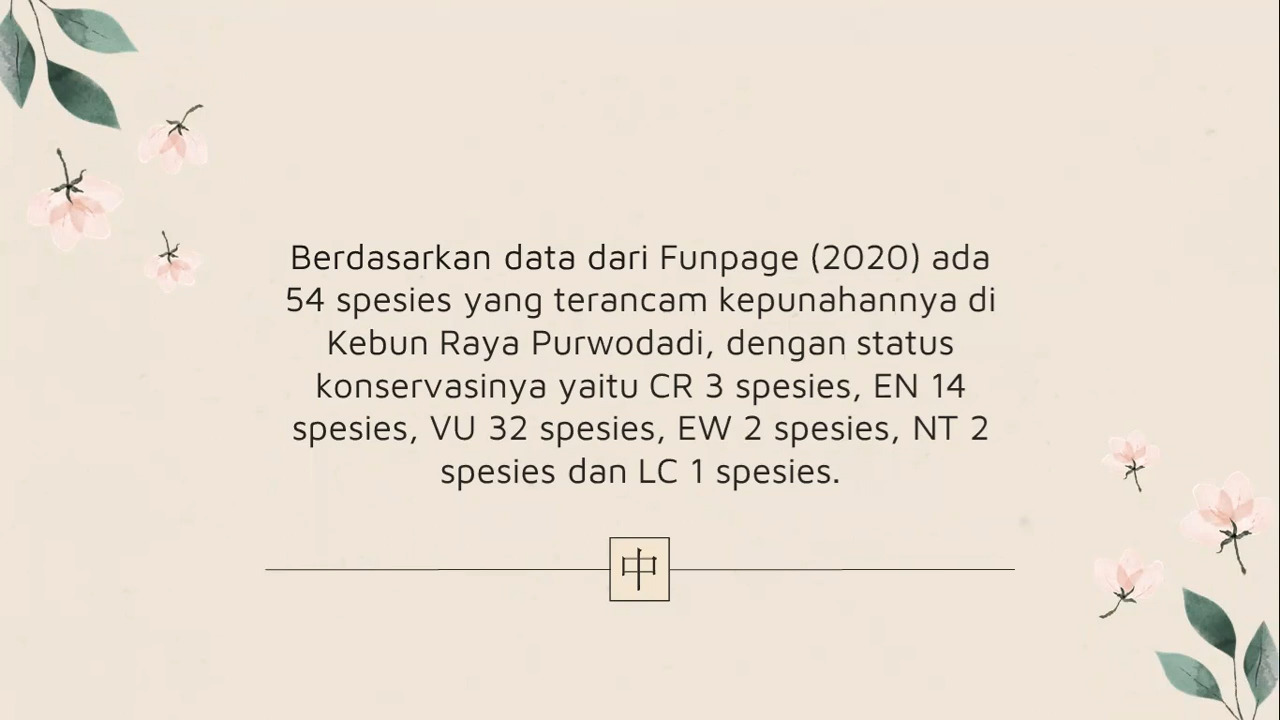 Berdasarkan data dari Funpage (2020) ada
54 spesies yang terancam kepunahannya di
Kebun Raya Purwodadi, dengan status
konservasinya yaitu CR 3 spesies, EN 14
spesies, VU 32 spesies, EW 2 spesies, NT 2
spesies dan LC 1 spesies.
中